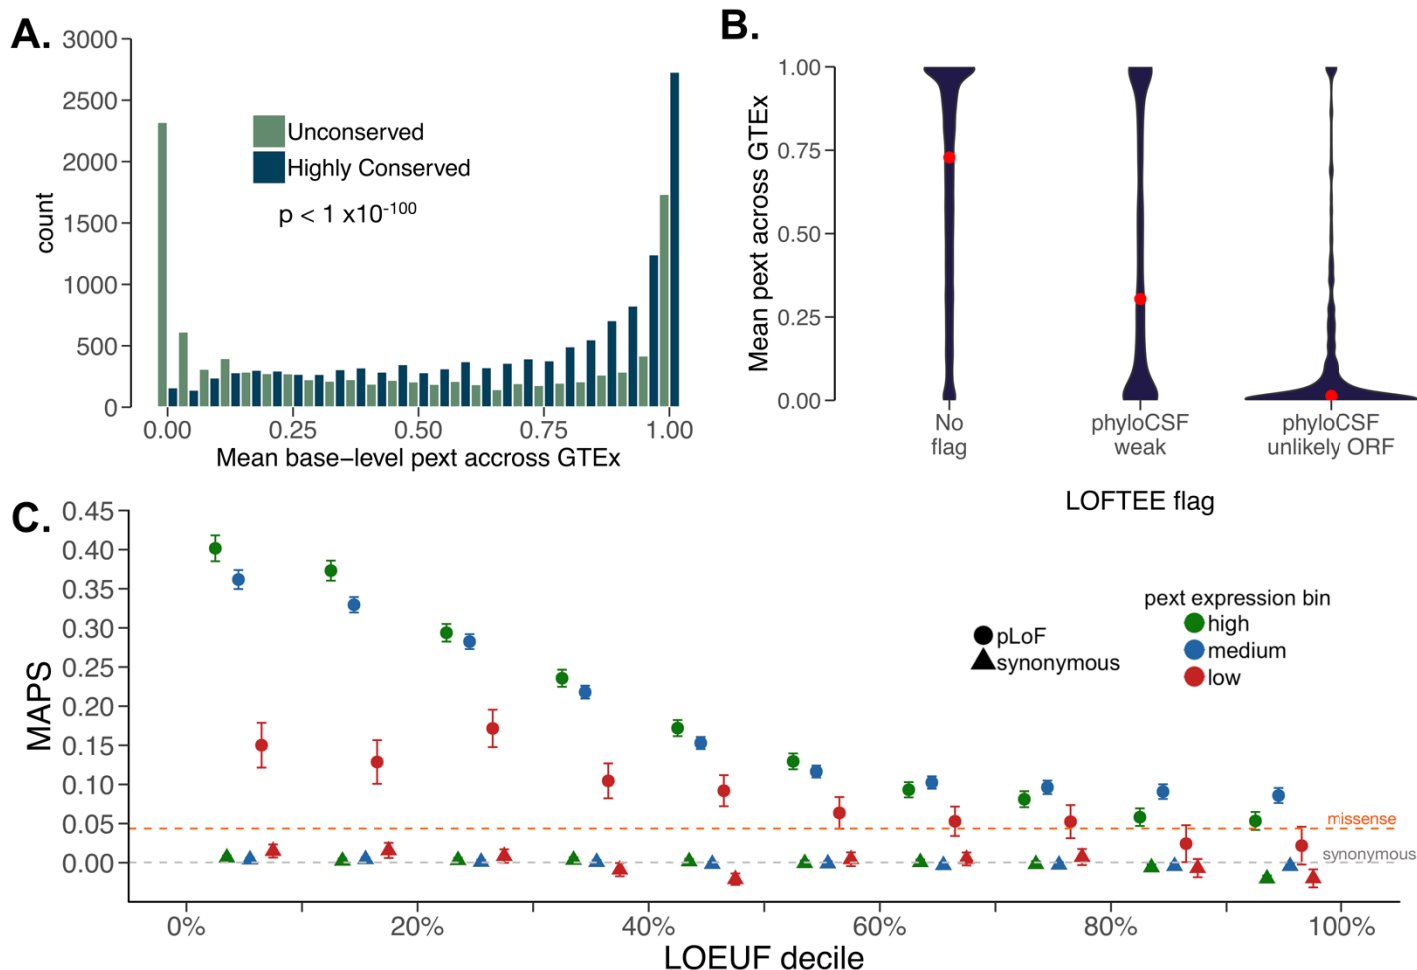 A.
3000
2500
2000
1500
1000
500
0
count
Unconserved
Highly Conserved
p < 1 x10-100
0.00 0.25 0.50 0.75 1.00
Mean base-level pext accross GTEx
B.
1.00
0.75
0.50
0.25
0.00
Mean pext across GTEx
No phyloCSF phyloCSF
flag weak unlikely ORF
LOFTEE flag
C.
0.45
0.40
0.35
0.30
0.25
0.20
0.15
0.10
0.05
0.00
MAPS
pLoF
synonymous
pext expression bin
high
medium
low
missense
synonymous
0% 20% 40% 60% 80% 100%
LOEUF decile